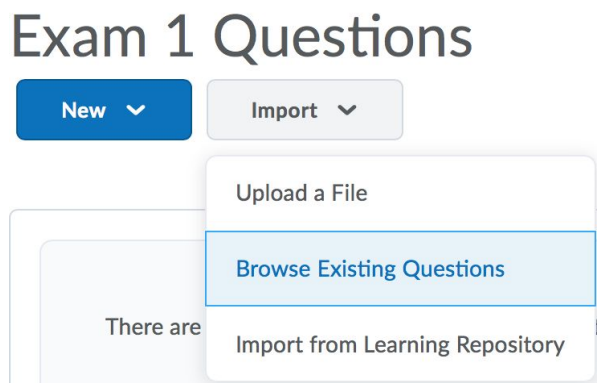 Exam 1 Questions
New Import
Upload a File
Browse Existing Questions
There are
Import from Learning Repository